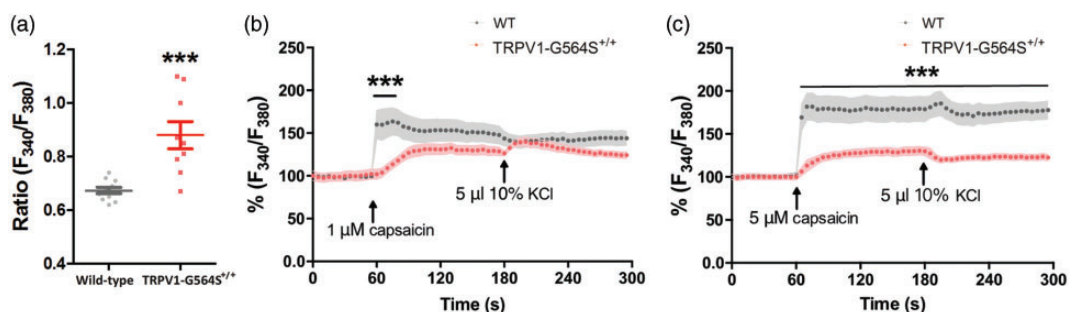 (a)
***
Ratio (F340/F380)
1.2
1.0
0.8
0.6
0.4
Wild-type TRPV1-G564S+/+
(b)
WT
TRPV1-G564S+/+
% (F340/F380)
250
200
150
100
50
0.0
***
1 µM capsaicin
5 µl 10% KCl
0 60 120 180 240 300
Time (s)
(c)
WT
TRPV1-G564S+/+
% (F340/F380)
250
200
150
100
50
0.0
***
5 µM capsaicin
5 µl 10% KCl
0 60 120 180 240 300
Time (s)